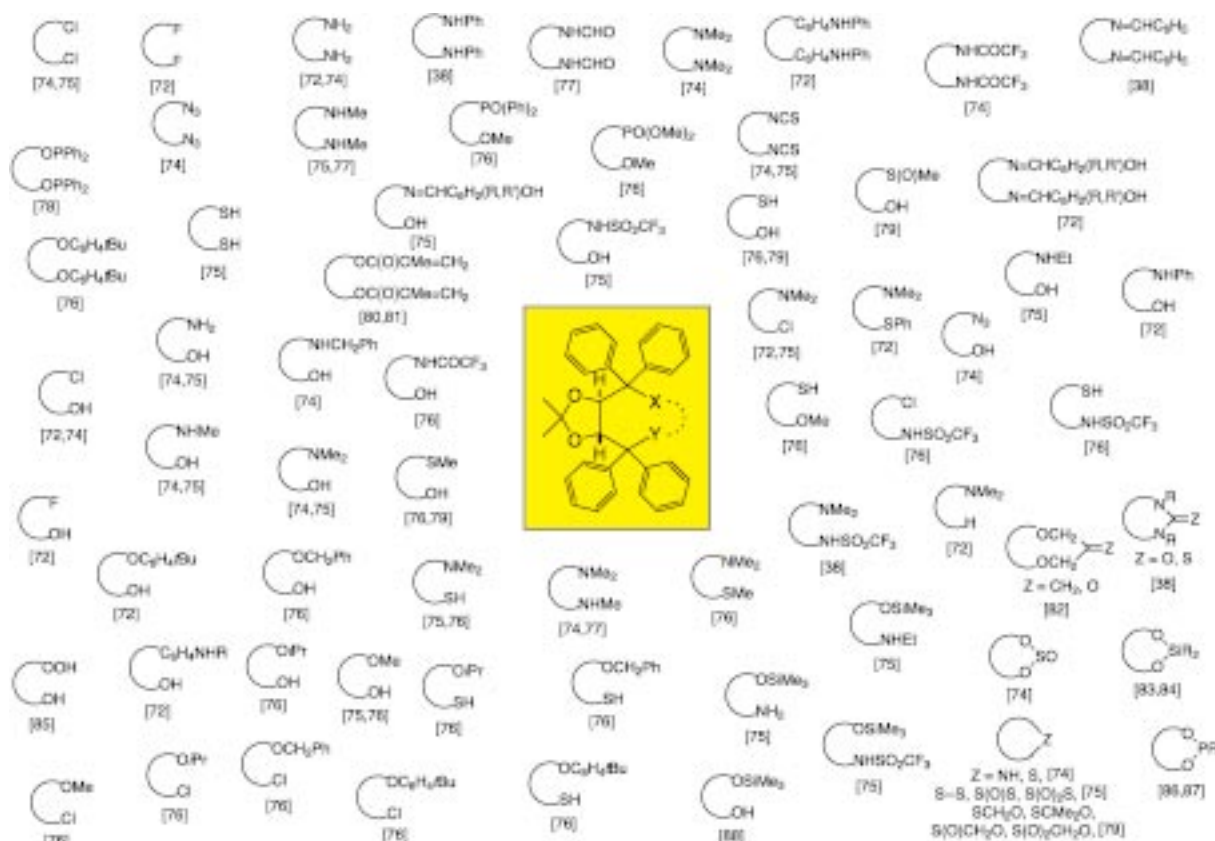 Cl
Cl
[74,75]
F
F
[72]
NH2
NH2
[72,74]
NHPh
NHPh
[38]
NHCHO
NHCHO
[77]
NMe2
NMe2
[74]
C6H4NHPh
C6H4NHPh
[72]
NHCOCF3
NHCOCF3
[74]
N=CHC6H5
N=CHC6H5
[38]
OPPh2
OPPh2
[78]
N3
N3
[74]
NHMe
NHMe
[75,77]
PO(Ph)2
OMe
[76]
PO(OMe)2
OMe
[76]
NCS
NCS
[74,75]
S(O)Me
OH
[79]
N=CHC6H2(R,R')OH
N=CHC6H2(R,R')OH
[72]
OC6H4tBu
OC6H4tBu
[76]
SH
SH
[75]
N=CHC6H2(R,R')OH
OH
[75]
OC(O)CMe=CH2
OC(O)CMe=CH2
[80,81]
NHSO2CF3
OH
[75]
SH
OH
[76,79]
NHEt
OH
[75]
NHPh
OH
[72]
NH2
OH
[74,75]
NHCH2Ph
OH
[74]
NHCOCF3
OH
[76]
H
O
O
H
X
Y
NMe2
Cl
[72,75]
NMe2
SPh
[72]
N3
OH
[74]
Cl
OH
[72,74]
NHMe
OH
[74,75]
NMe2
OH
[74,75]
SMe
OH
[76,79]
SH
OMe
[76]
Cl
NHSO2CF3
[76]
SH
NHSO2CF3
[76]
F
OH
[72]
OC6H4tBu
OH
[72]
OCH2Ph
OH
[76]
NMe2
SH
[75,76]
NMe2
NHMe
[74,77]
NMe2
SMe
[76]
NMe2
NHSO2CF3
[38]
NMe2
H
[72]
OCH2
OCH2
Z
Z = CH2, O
[82]
N
R
N
R
Z
Z = O, S
[38]
OOH
OH
[85]
C6H4NHR
OH
[72]
OiPr
OH
[76]
OMe
OH
[75,76]
OiPr
SH
[76]
OCH2Ph
SH
[76]
OSiMe3
NH2
[75]
OSiMe3
NHEt
[75]
O
O
SO
[74]
O
O
SiR2
[83,84]
OMe
Cl
[76]
OiPr
Cl
[76]
OCH2Ph
Cl
[76]
OC6H4tBu
Cl
[76]
OC6H4tBu
SH
[76]
OSiMe3
OH
[88]
OSiMe3
NHSO2CF3
[75]
Z
Z = NH, S, [74]
S-S, S(O)S, S(O)2S, [75]
SCH2O, SCMe2O,
S(O)CH2O, S(O)2CH2O, [79]
O
O
[86,87]